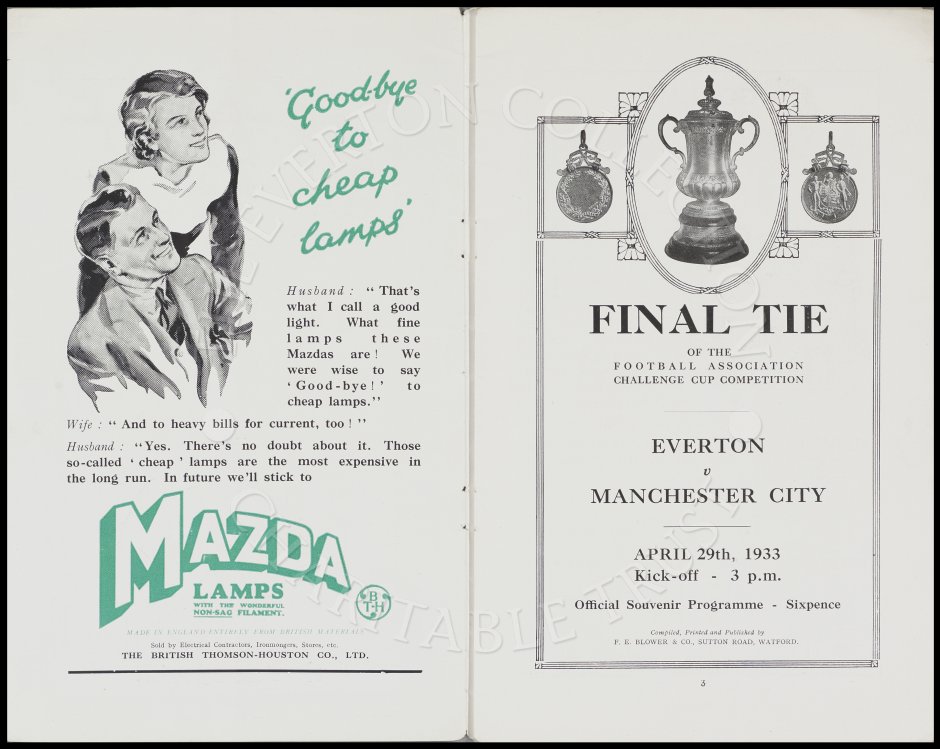 'Good-bye
to
cheap
lamps'
Husband : “ That's
what I call a good
light. What fine
lamps these
Mazdas are ! We
were wise to say
‘ Good-bye ! ’ to
cheap lamps.”
Wife : “ And to heavy bills for current, too ! ”
Husband : “Yes. There's no doubt about it. Those
so-called ‘ cheap ’ lamps are the most expensive in
the long run. In future we'll stick to
MAZDA
LAMPS
WITH THE WONDERFUL
NON-SAG FILAMENT.
B
T·H
MADE IN ENGLAND ENTIRELY FROM BRITISH MATERIALS
Sold by Electrical Contractors, Ironmongers, Stores, etc.
THE BRITISH THOMSON-HOUSTON CO., LTD.
FINAL TIE
OF THE
FOOTBALL ASSOCIATION
CHALLENGE CUP COMPETITION
EVERTON
v
MANCHESTER CITY
APRIL 29th, 1933
Kick-off - 3 p.m.
Official Souvenir Programme - Sixpence
Compiled, Printed and Published by
F. E. BLOWER & CO., SUTTON ROAD, WATFORD.
3
EVERTON COLLECTION
CHARITABLE TRUST